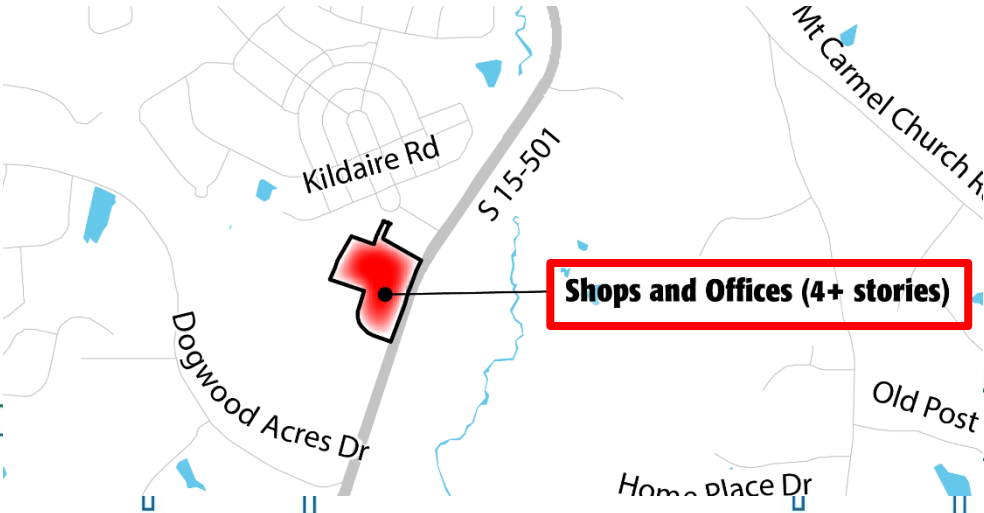 Mt Carmel Church
Kildaire Rd
S 15-501
Shops and Offices (4+ stories)
Dogwood Acres Dr
Old Post
Home Place Dr